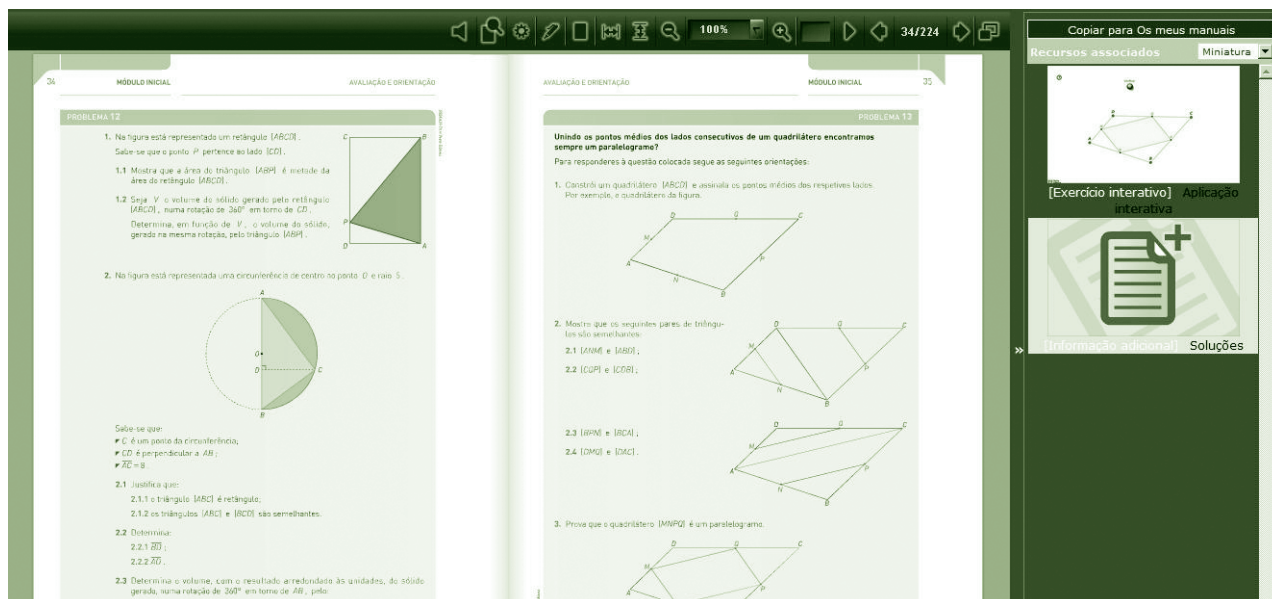 100%
34/224
Copiar para Os meus manuais
Recursos associados
Miniatura
[Exercício interativo] Aplicação
interativa
[Informação adicional] Soluções
34
MÓDULO INICIAL
AVALIAÇÃO E ORIENTAÇÃO
PROBLEMA 12
1. Na figura está representado um retângulo [ABCD].
Sabe-se que o ponto P pertence ao lado [CD].
1.1 Mostra que a área do triângulo [ABP] é metade da
área do retângulo [ABCD].
1.2 Seja V o volume do sólido gerado pelo retângulo
[ABCD], numa rotação de 360° em torno de CD.
Determina, em função de V, o volume do sólido,
gerado na mesma rotação, pelo triângulo [ABP].
C
B
P
D
A
2. Na figura está representada uma circunferência de centro no ponto O e raio 5.
A
O
D
C
B
Sabe-se que:
C é um ponto da circunferência;
CD é perpendicular a AB;
AC = 8.
2.1 Justifica que:
2.1.1 o triângulo [ABC] é retângulo;
2.1.2 os triângulos [ABC] e [BCD] são semelhantes.
2.2 Determina:
2.2.1 BD;
2.2.2 AD.
2.3 Determina o volume, com o resultado arredondado às unidades, do sólido
gerado, numa rotação de 360° em torno de AB, pelo:
AVALIAÇÃO E ORIENTAÇÃO
MÓDULO INICIAL
35
PROBLEMA 13
Unindo os pontos médios dos lados consecutivos de um quadrilátero encontramos
sempre um paralelogramo?
Para responderes à questão colocada segue as seguintes orientações:
1. Constrói um quadrilátero [ABCD] e assinala os pontos médios dos respetivos lados.
Por exemplo, o quadrilátero da figura.
D
Q
C
M
P
A
N
B
2. Mostra que os seguintes pares de triângu-
los são semelhantes:
2.1 [ANM] e [ABD];
2.2 [CQP] e [CDB];
D
Q
C
M
P
A
N
B
2.3 [BPN] e [BCA];
2.4 [DMQ] e [DAC].
D
Q
C
M
P
A
N
B
3. Prova que o quadrilátero [MNPQ] é um paralelogramo.
D
Q
C
M
P
A